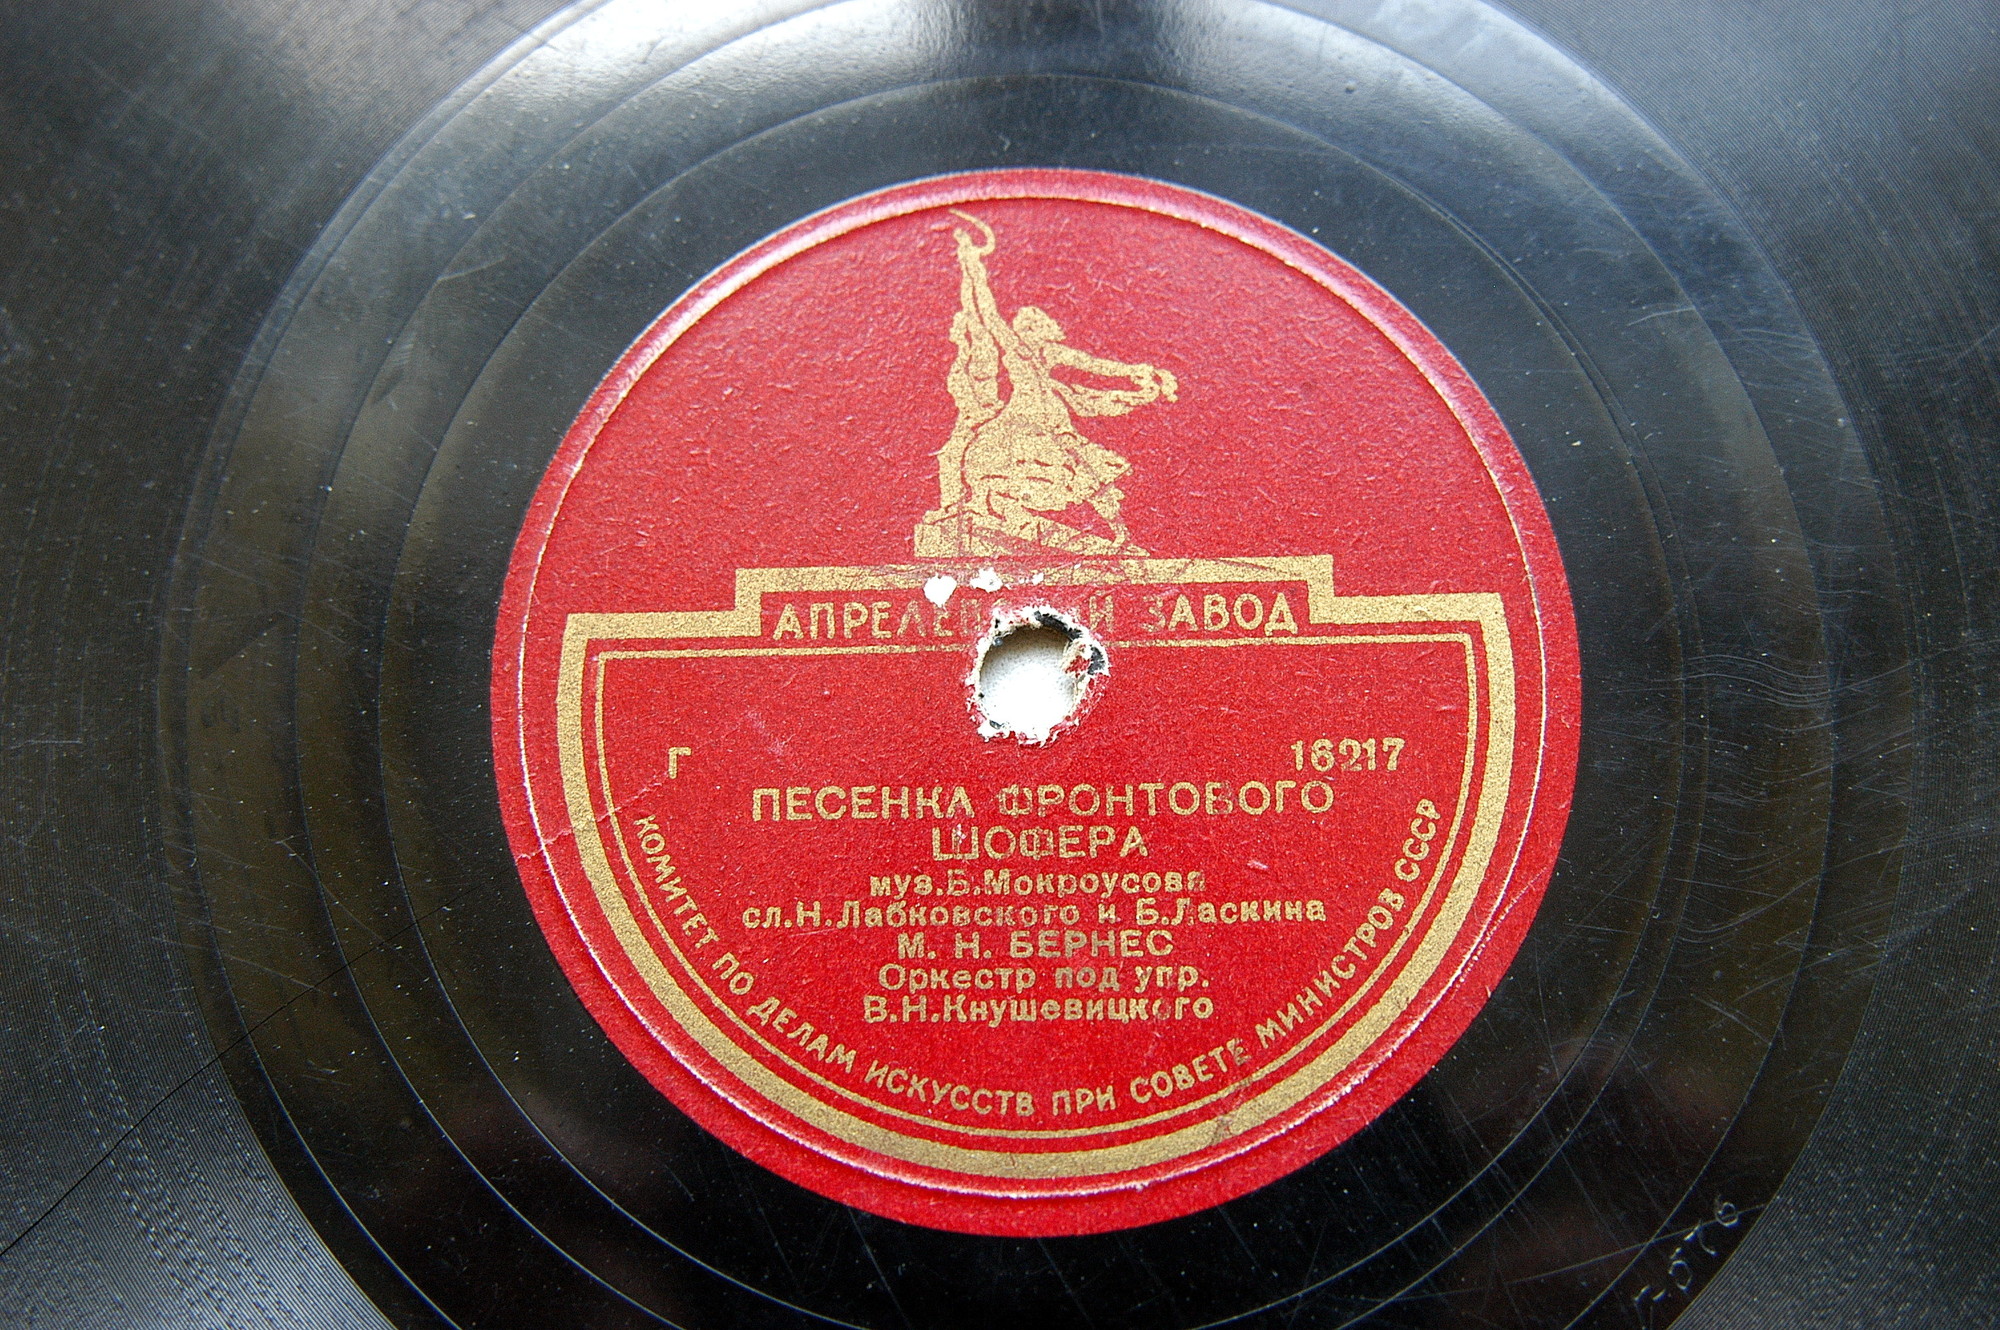 АПРЕЛЕВСКИЙ ЗАВОД
Г 16217
ПЕСЕНКА ФРОНТОВОГО
ШОФЕРА
муз.Б.Мокроусова
сл.Н.Лабковского и Б.Ласкина
М. Н. БЕРНЕС
Оркестр под упр.
В.Н.Кнушевицкого
КОМИТЕТ ПО ДЕЛАМ ИСКУССТВ ПРИ СОВЕТЕ МИНИСТРОВ СССР